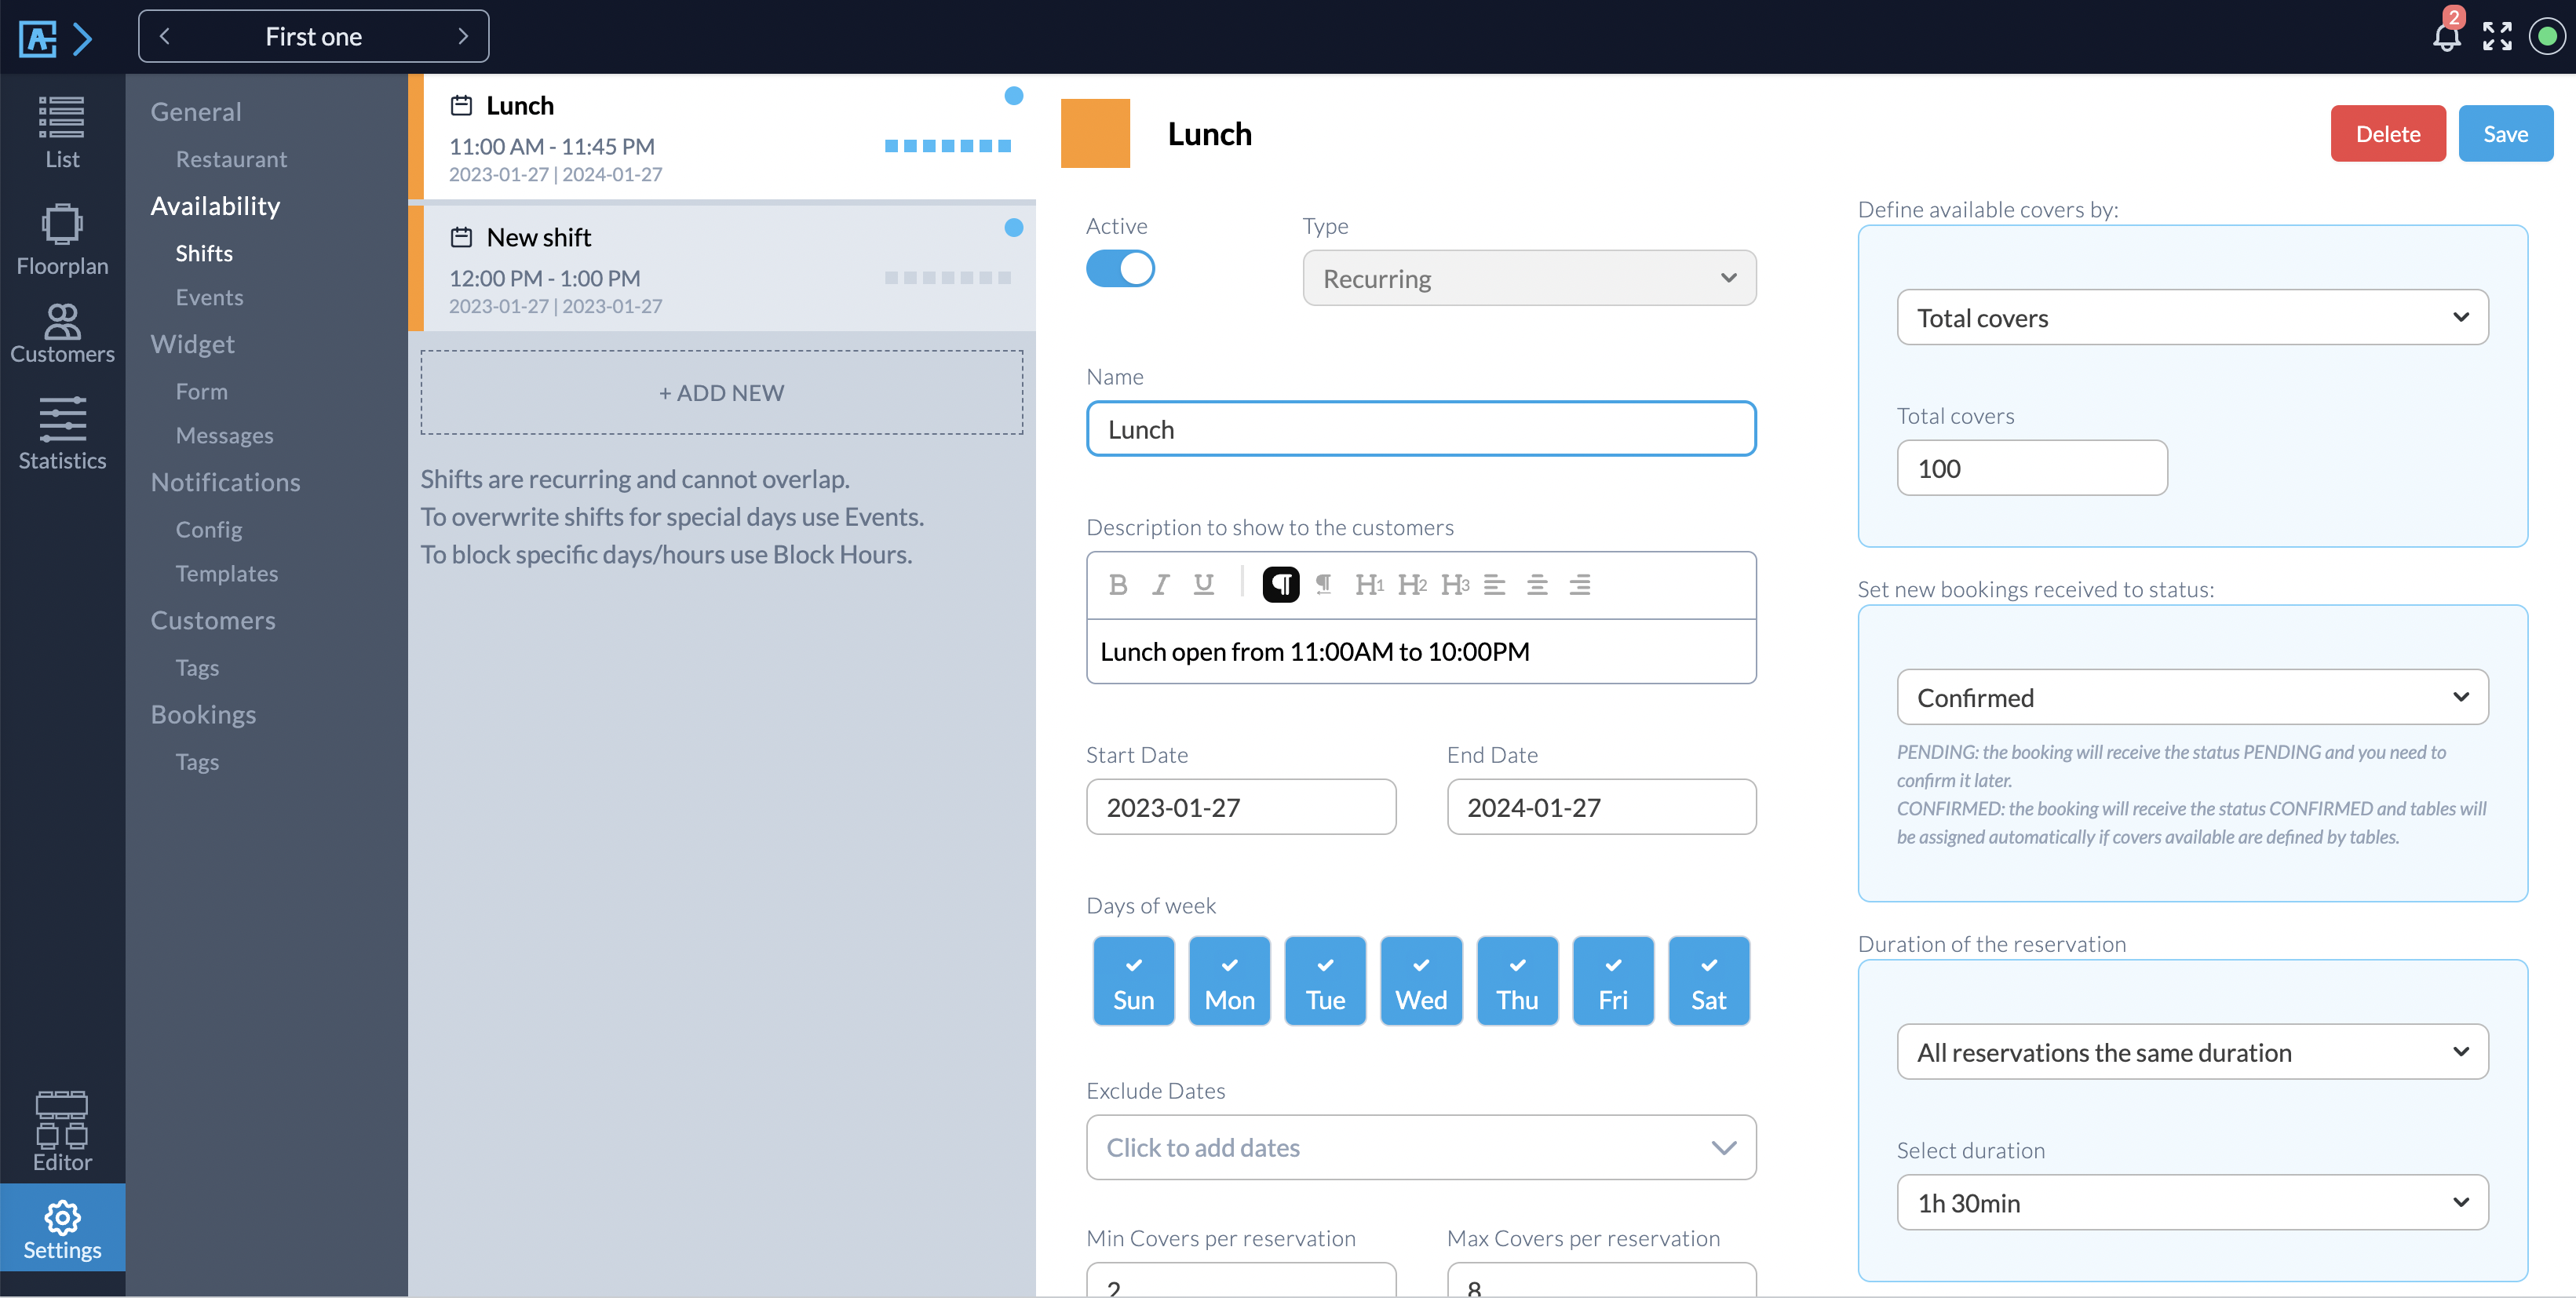 First one
2
List
Floorplan
Customers
Statistics
Editor
Settings
General
Restaurant
Availability
Shifts
Events
Widget
Form
Messages
Notifications
Config
Templates
Customers
Tags
Bookings
Tags
Lunch
11:00 AM - 11:45 PM
2023-01-27 | 2024-01-27
New shift
12:00 PM - 1:00 PM
2023-01-27 | 2023-01-27
+ ADD NEW
Shifts are recurring and cannot overlap.
To overwrite shifts for special days use Events.
To block specific days/hours use Block Hours.
Lunch
Delete
Save
Active
Type
Recurring
Name
Lunch
Description to show to the customers
B I U H1 H2 H3
Lunch open from 11:00AM to 10:00PM
Start Date
End Date
2023-01-27
2024-01-27
Days of week
Sun Mon Tue Wed Thu Fri Sat
Exclude Dates
Click to add dates
Min Covers per reservation
Max Covers per reservation
2
8
Define available covers by:
Total covers
Total covers
100
Set new bookings received to status:
Confirmed
PENDING: the booking will receive the status PENDING and you need to
confirm it later.
CONFIRMED: the booking will receive the status CONFIRMED and tables will
be assigned automatically if covers available are defined by tables.
Duration of the reservation
All reservations the same duration
Select duration
1h 30min